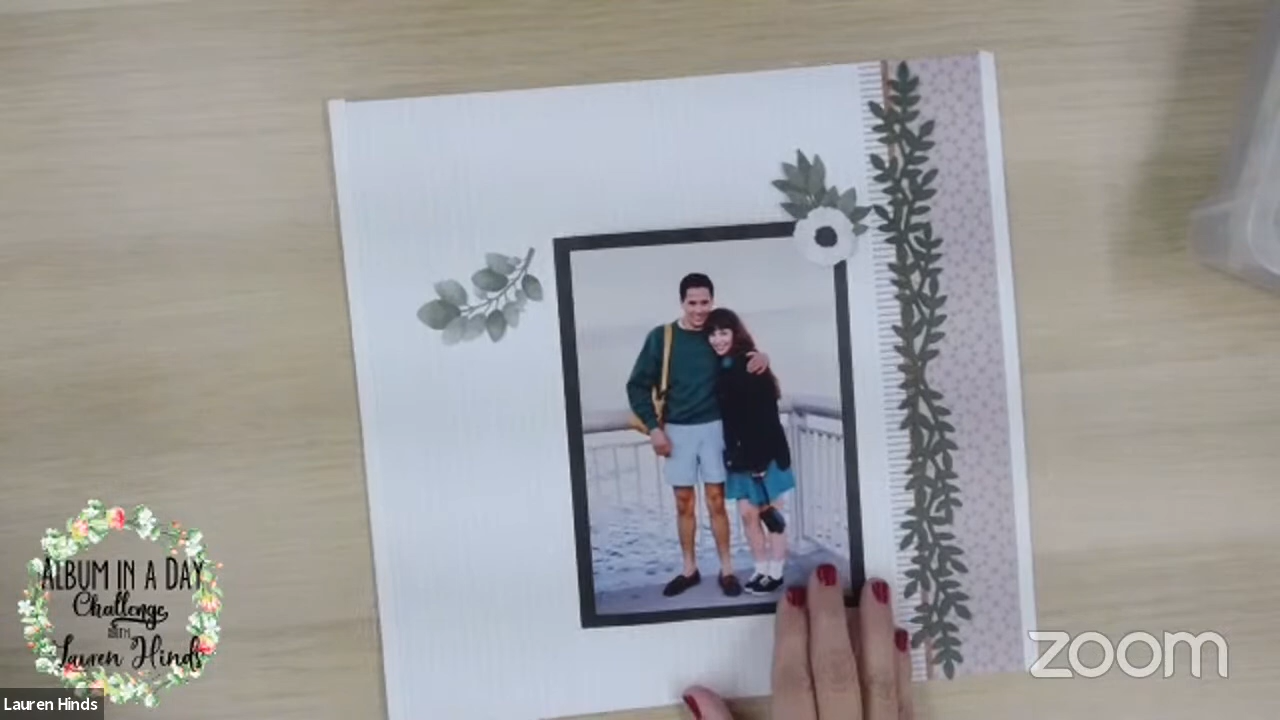 ALBUM IN A DAY
Challenge
WITH
Lauren Hinds
Lauren Hinds
zoom